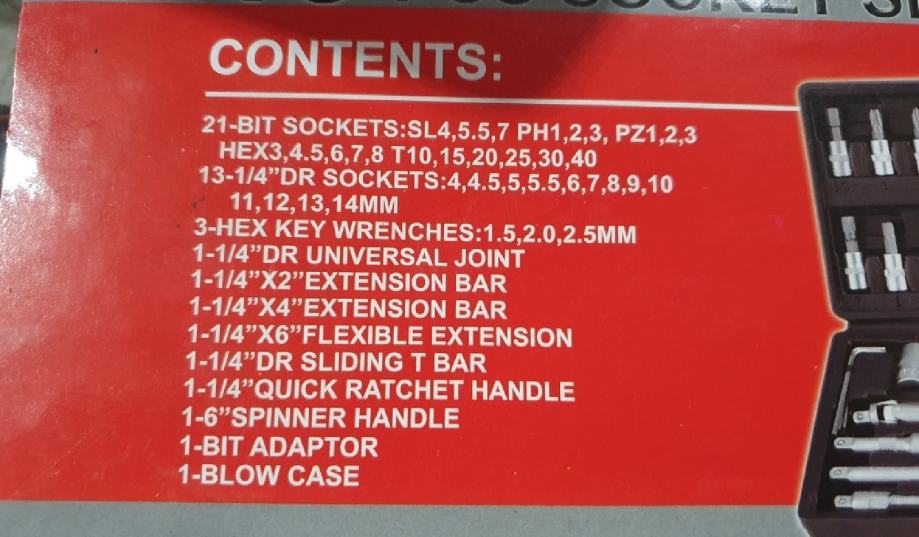 SOCKET
CONTENTS:
21-BIT SOCKETS:SL4,5.5,7 PH1,2,3, PZ1,2,3
HEX3,4.5,6,7,8 T10,15,20,25,30,40
13-1/4”DR SOCKETS:4,4.5,5,5.5,6,7,8,9,10
11,12,13,14MM
3-HEX KEY WRENCHES:1.5,2.0,2.5MM
1-1/4”DR UNIVERSAL JOINT
1-1/4”X2”EXTENSION BAR
1-1/4”X4”EXTENSION BAR
1-1/4”X6”FLEXIBLE EXTENSION
1-1/4”DR SLIDING T BAR
1-1/4”QUICK RATCHET HANDLE
1-6”SPINNER HANDLE
1-BIT ADAPTOR
1-BLOW CASE